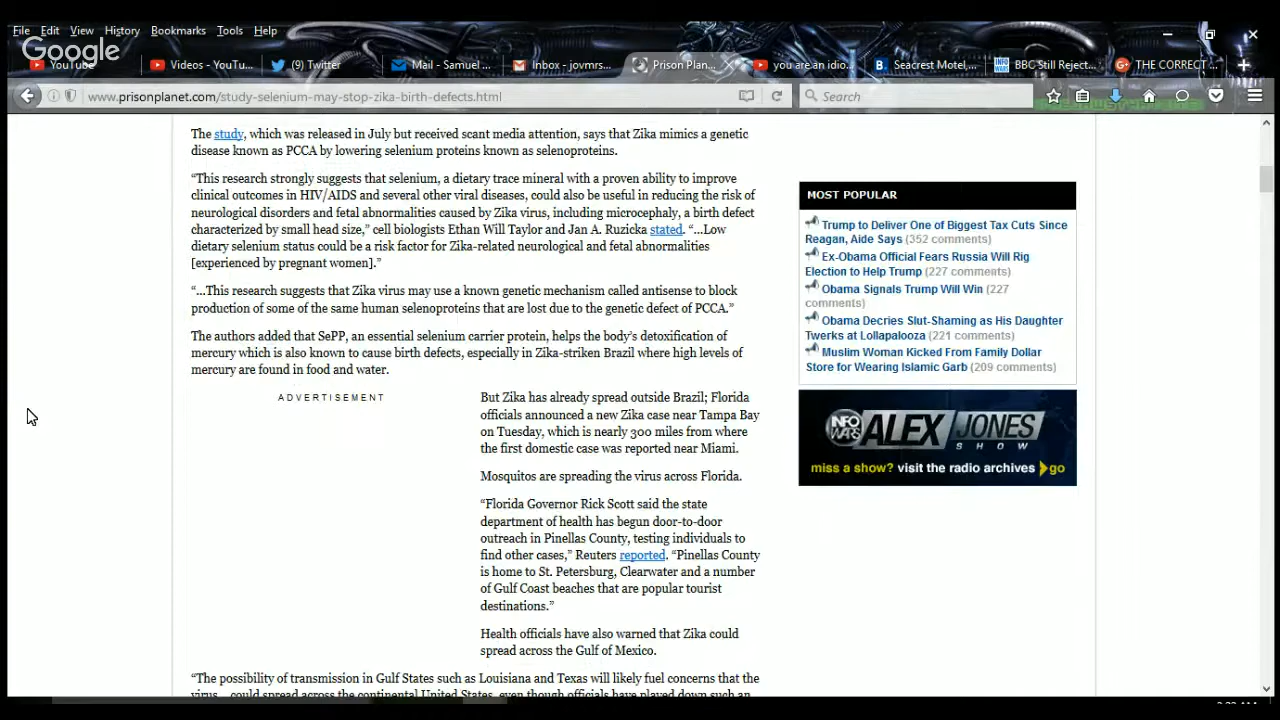 File Edit View History Bookmarks Tools Help
Google
YouTube
Videos - YouTu...
(9) Twitter
Mail - Samuel ...
Inbox - jovmrs...
Prison Plan...
you are an idio...
Seacrest Motel,...
BBC Still Reject...
THE CORRECT ...
www.prisonplanet.com/study-selenium-may-stop-zika-birth-defects.html
Search
The study, which was released in July but received scant media attention, says that Zika mimics a genetic
disease known as PCCA by lowering selenium proteins known as selenoproteins.
“This research strongly suggests that selenium, a dietary trace mineral with a proven ability to improve
clinical outcomes in HIV/AIDS and several other viral diseases, could also be useful in reducing the risk of
neurological disorders and fetal abnormalities caused by Zika virus, including microcephaly, a birth defect
characterized by small head size,” cell biologists Ethan Will Taylor and Jan A. Ruzicka stated. “...Low
dietary selenium status could be a risk factor for Zika-related neurological and fetal abnormalities
[experienced by pregnant women].”
“...This research suggests that Zika virus may use a known genetic mechanism called antisense to block
production of some of the same human selenoproteins that are lost due to the genetic defect of PCCA.”
The authors added that SePP, an essential selenium carrier protein, helps the body’s detoxification of
mercury which is also known to cause birth defects, especially in Zika-striken Brazil where high levels of
mercury are found in food and water.
ADVERTISEMENT
But Zika has already spread outside Brazil; Florida
officials announced a new Zika case near Tampa Bay
on Tuesday, which is nearly 300 miles from where
the first domestic case was reported near Miami.
Mosquitos are spreading the virus across Florida.
“Florida Governor Rick Scott said the state
department of health has begun door-to-door
outreach in Pinellas County, testing individuals to
find other cases,” Reuters reported. “Pinellas County
is home to St. Petersburg, Clearwater and a number
of Gulf Coast beaches that are popular tourist
destinations.”
Health officials have also warned that Zika could
spread across the Gulf of Mexico.
“The possibility of transmission in Gulf States such as Louisiana and Texas will likely fuel concerns that the
virus... could spread across the continental United States, even though officials have played down such an
MOST POPULAR
Trump to Deliver One of Biggest Tax Cuts Since
Reagan, Aide Says (352 comments)
Ex-Obama Official Fears Russia Will Rig
Election to Help Trump (227 comments)
Obama Signals Trump Will Win (227
comments)
Obama Decries Slut-Shaming as His Daughter
Twerks at Lollapalooza (221 comments)
Muslim Woman Kicked From Family Dollar
Store for Wearing Islamic Garb (209 comments)
INFO WARS ALEX JONES
SHOW
miss a show? visit the radio archives go